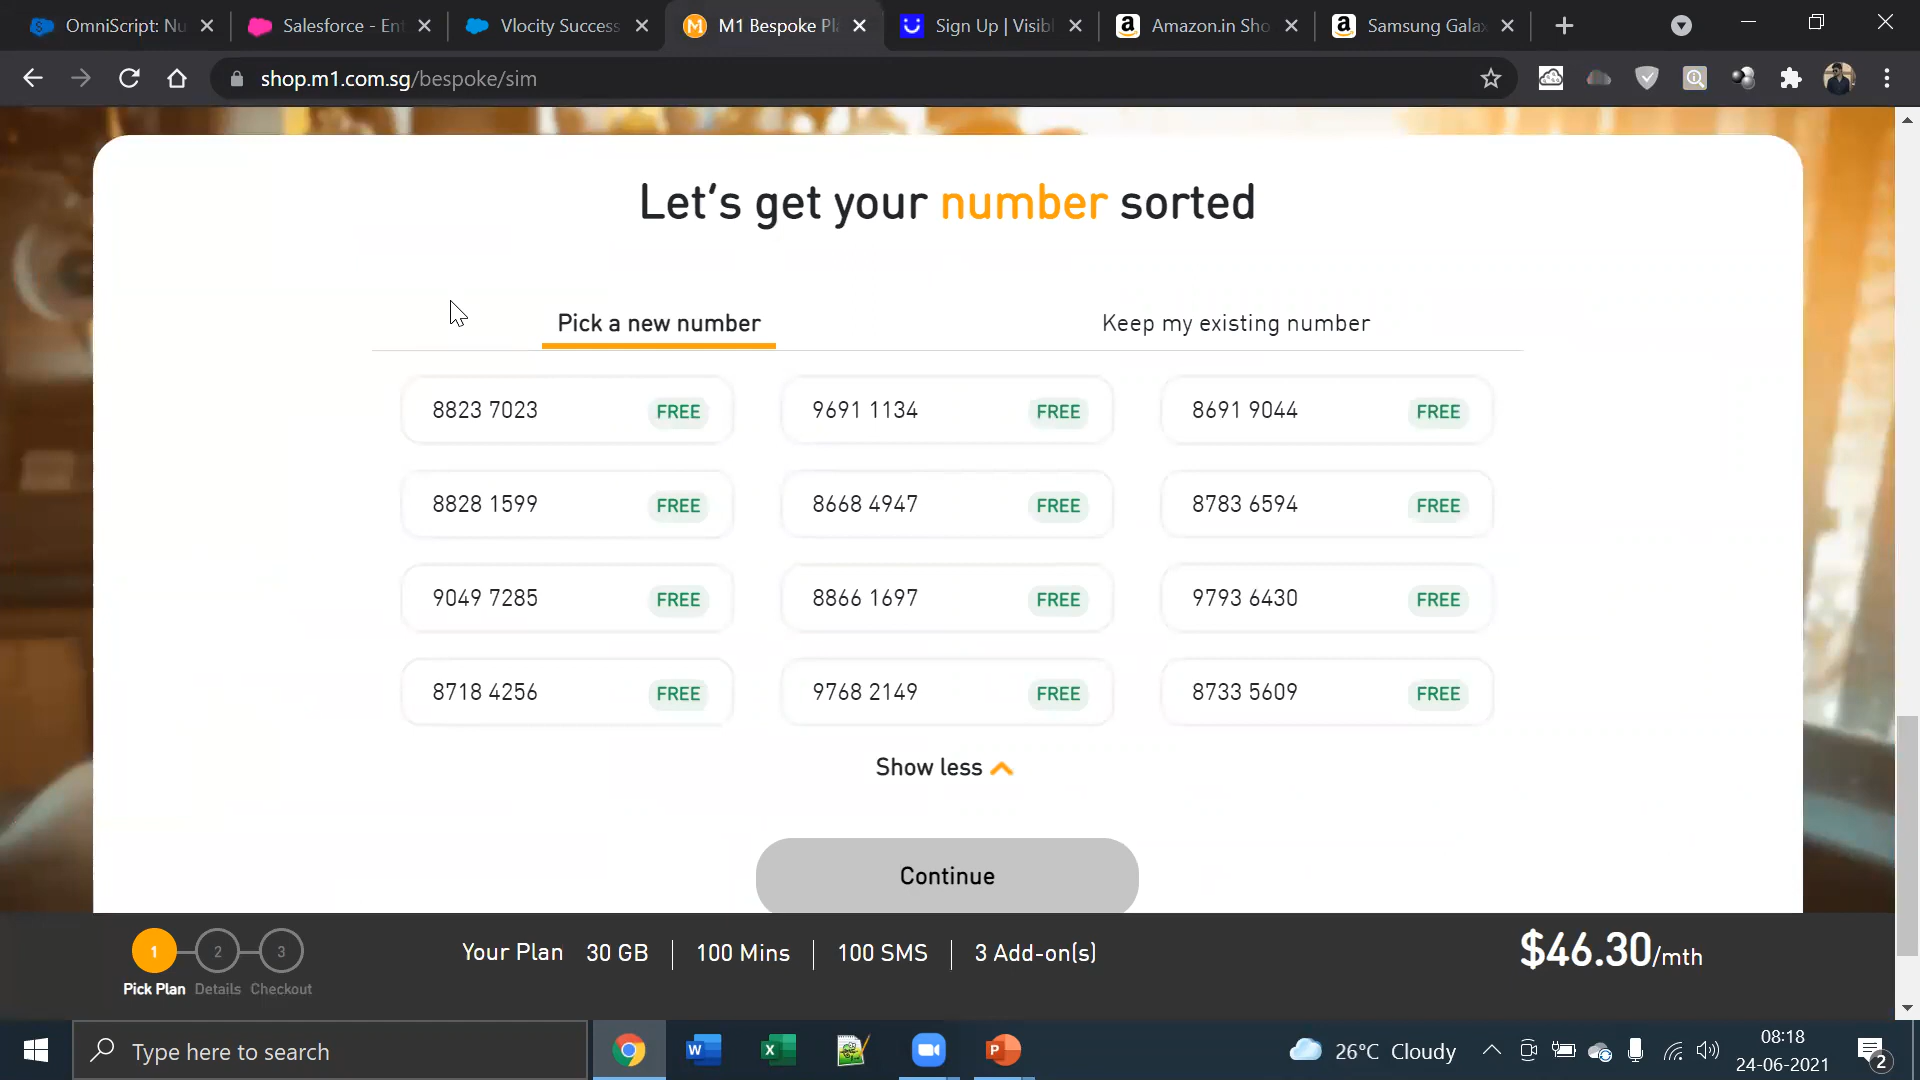 OmniScript: Nu
Salesforce - Ent
Vlocity Success
M1 Bespoke Pla
Sign Up | Visibl
Amazon.in Sho
Samsung Galax
shop.m1.com.sg/bespoke/sim
Let's get your number sorted
Pick a new number
Keep my existing number
8823 7023 FREE
9691 1134 FREE
8691 9044 FREE
8828 1599 FREE
8668 4947 FREE
8783 6594 FREE
9049 7285 FREE
8866 1697 FREE
9793 6430 FREE
8718 4256 FREE
9768 2149 FREE
8733 5609 FREE
Show less
Continue
1 2 3
Pick Plan Details Checkout
Your Plan 30 GB | 100 Mins | 100 SMS | 3 Add-on(s)
$46.30/mth
Type here to search
26°C Cloudy
08:18
24-06-2021
2